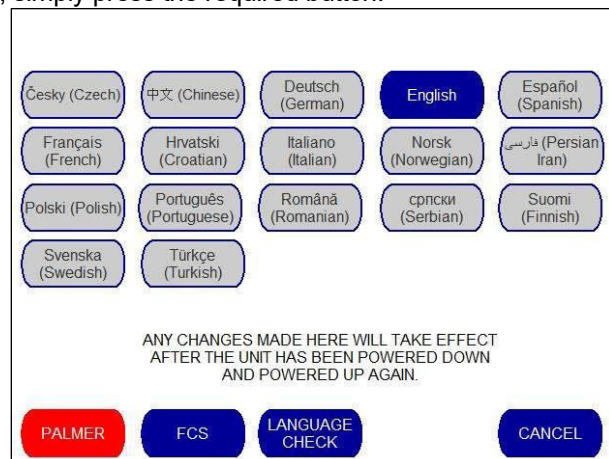 , simply press the required button.
Česky (Czech)
中文 (Chinese)
Deutsch
(German)
English
Español
(Spanish)
Français
(French)
Hrvatski
(Croatian)
Italiano
(Italian)
Norsk
(Norwegian)
فارسی (Persian
Iran)
Polski (Polish)
Português
(Portuguese)
Română
(Romanian)
српски
(Serbian)
Suomi
(Finnish)
Svenska
(Swedish)
Türkçe
(Turkish)
ANY CHANGES MADE HERE WILL TAKE EFFECT
AFTER THE UNIT HAS BEEN POWERED DOWN
AND POWERED UP AGAIN.
PALMER
FCS
LANGUAGE
CHECK
CANCEL